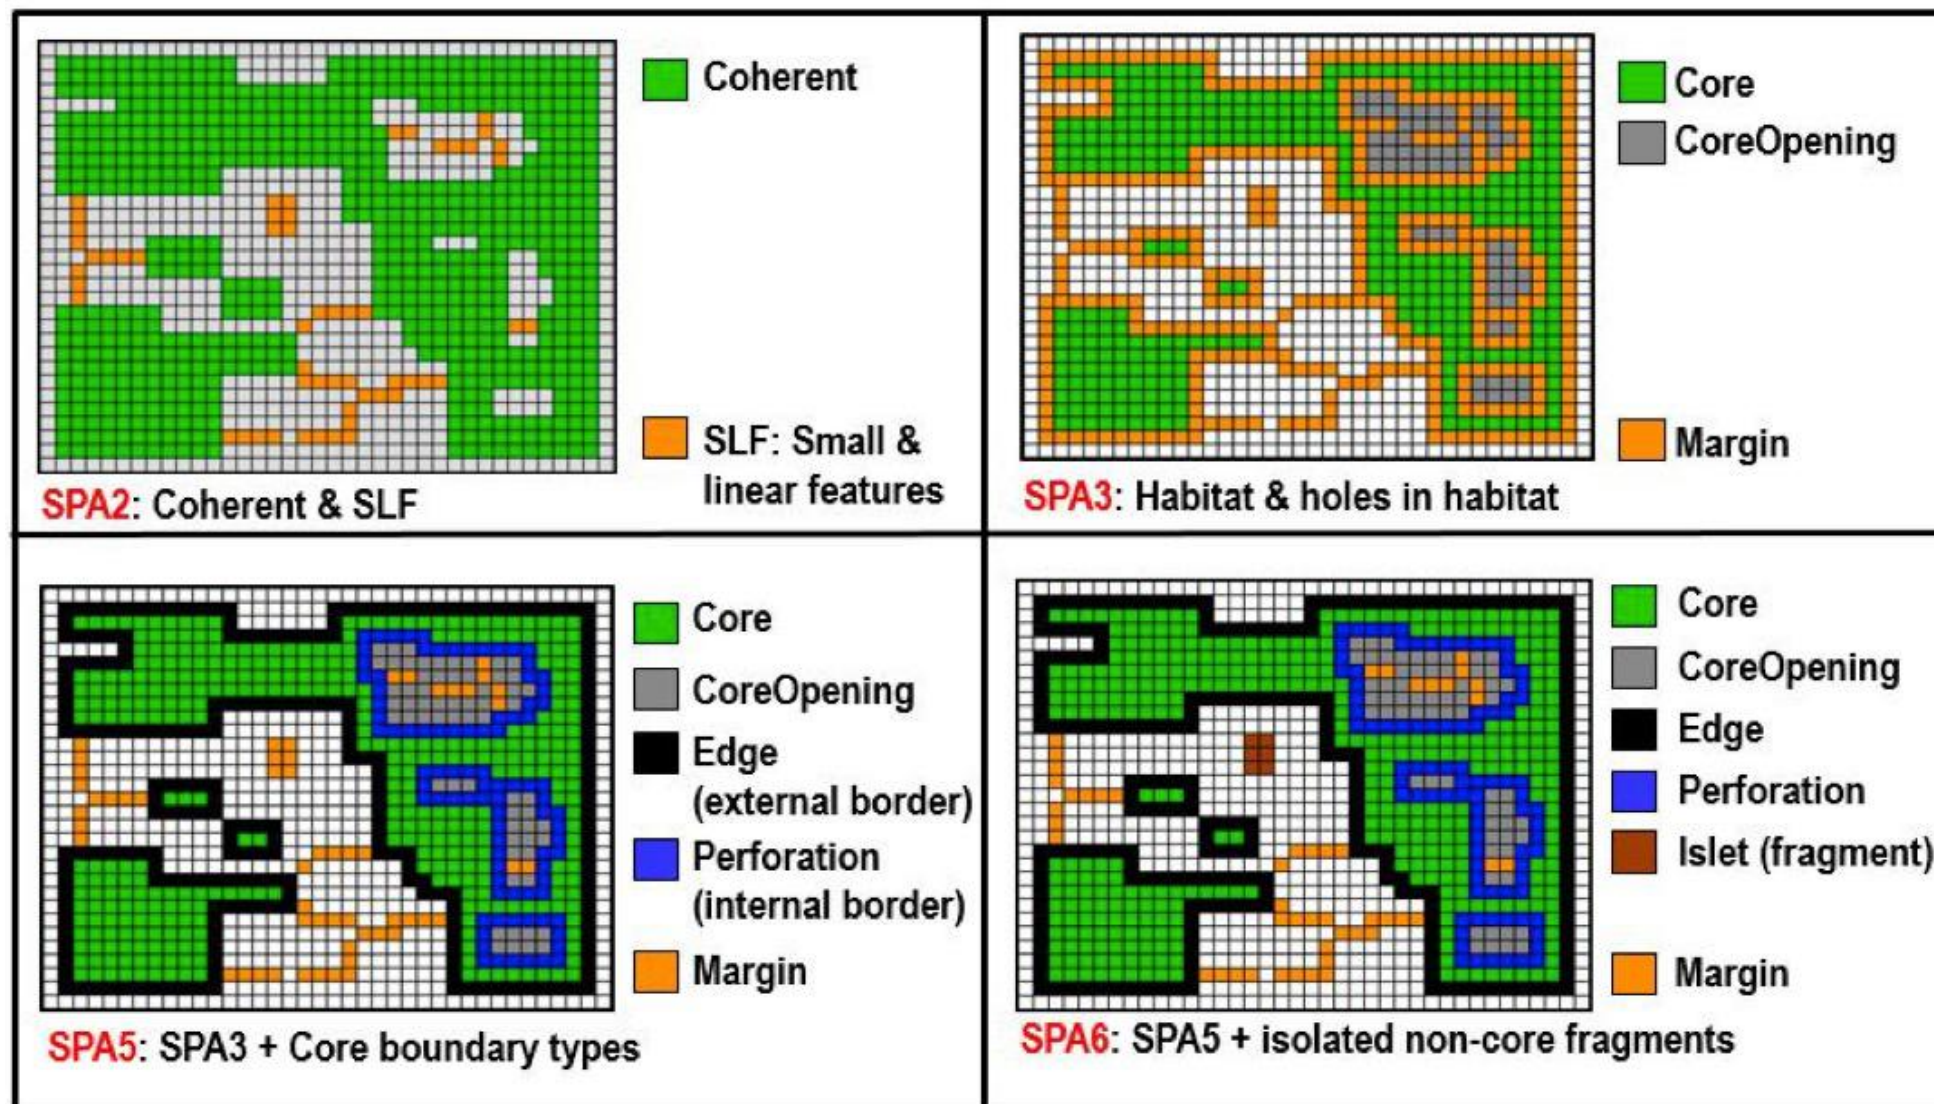 Coherent
SLF: Small &
linear features
SPA2: Coherent & SLF
Core
CoreOpening
Margin
SPA3: Habitat & holes in habitat
Core
CoreOpening
Edge
(external border)
Perforation
(internal border)
Margin
SPA5: SPA3 + Core boundary types
Core
CoreOpening
Edge
Perforation
Islet (fragment)
Margin
SPA6: SPA5 + isolated non-core fragments